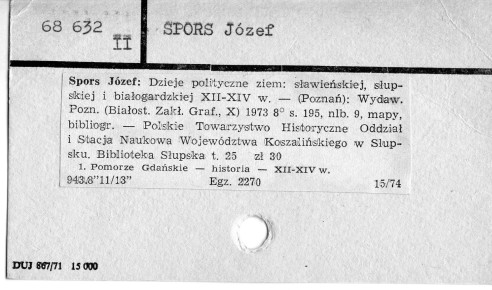 68 632
II
SPORS Józef
Spors Józef: Dzieje polityczne ziem: sławieńskiej, słup-
skiej i białogardzkiej XII-XIV w. — (Poznań): Wydaw.
Pozn. (Białost. Zakł. Graf., X) 1973 8° s. 195, nlb. 9, mapy,
bibliogr. — Polskie Towarzystwo Historyczne Oddział
i Stacja Naukowa Województwa Koszalińskiego w Słup-
sku. Biblioteka Słupska t. 25 zł 30
1. Pomorze Gdańskie — historia — XII-XIV w.
943.8"11/13" Egz. 2270 15/74
DUJ 667/71 15 000